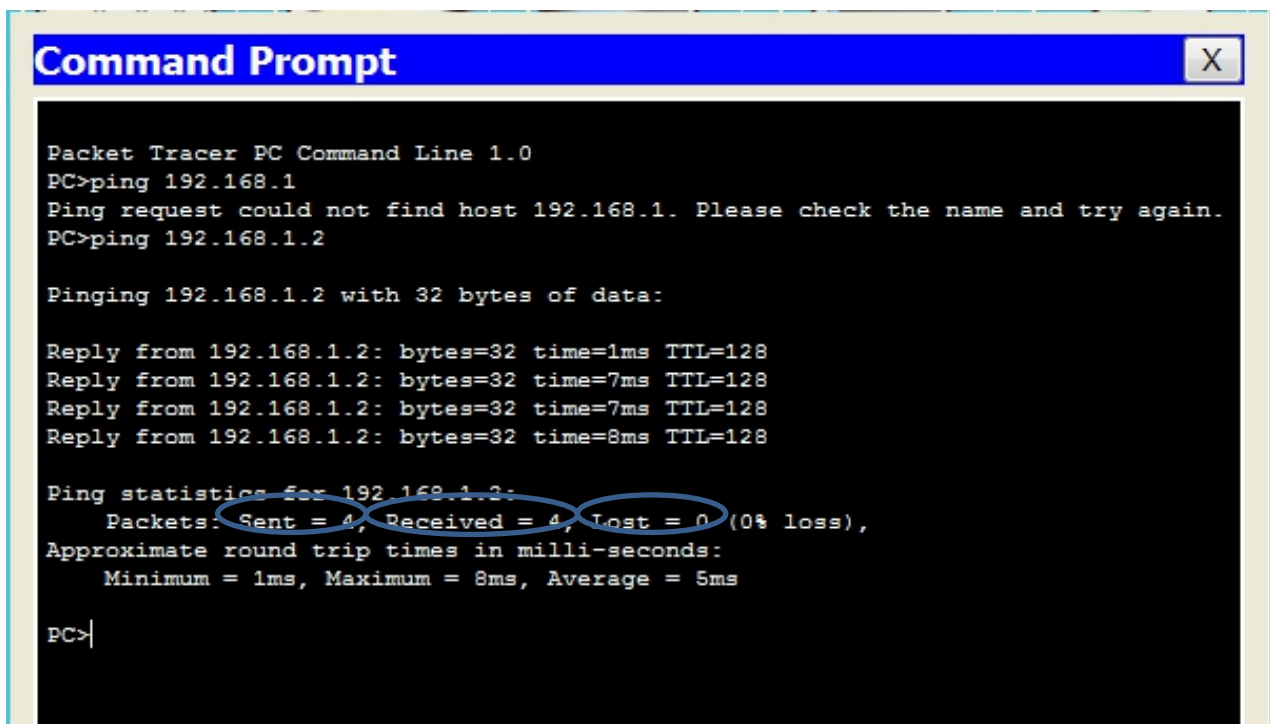 Command Prompt
X
Packet Tracer PC Command Line 1.0
PC>ping 192.168.1
Ping request could not find host 192.168.1. Please check the name and try again.
PC>ping 192.168.1.2
Pinging 192.168.1.2 with 32 bytes of data:
Reply from 192.168.1.2: bytes=32 time=1ms TTL=128
Reply from 192.168.1.2: bytes=32 time=7ms TTL=128
Reply from 192.168.1.2: bytes=32 time=7ms TTL=128
Reply from 192.168.1.2: bytes=32 time=8ms TTL=128
Ping statistics for 192.168.1.2:
Packets: Sent = 4, Received = 4, Lost = 0 (0% loss),
Approximate round trip times in milli-seconds:
Minimum = 1ms, Maximum = 8ms, Average = 5ms
PC>